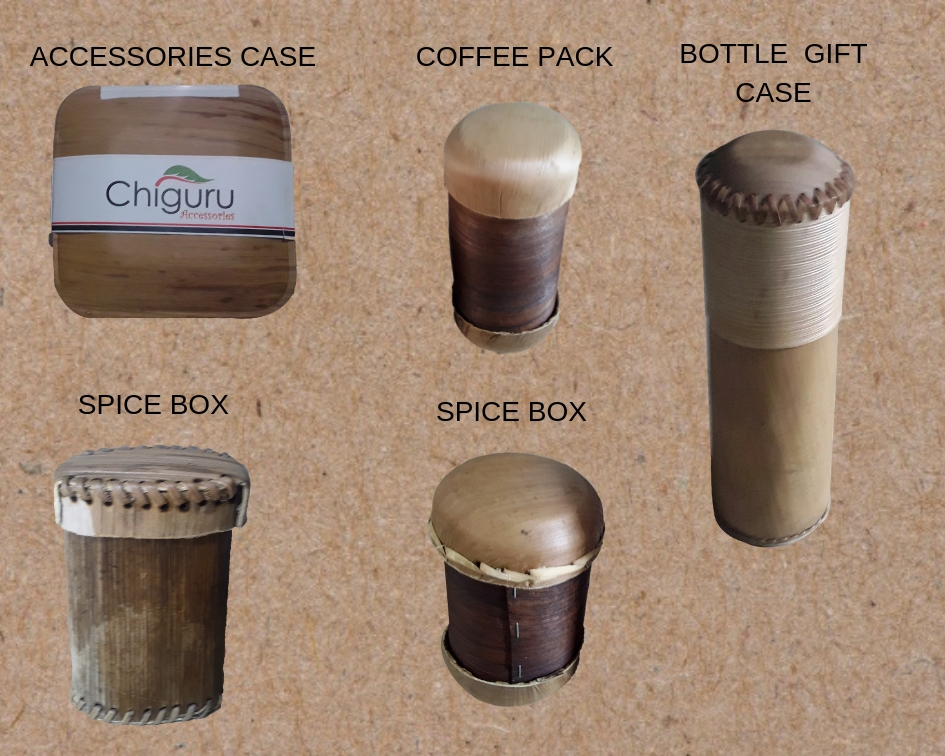 ACCESSORIES CASE
COFFEE PACK
BOTTLE GIFT
CASE
Chiguru
Accessories
SPICE BOX
SPICE BOX